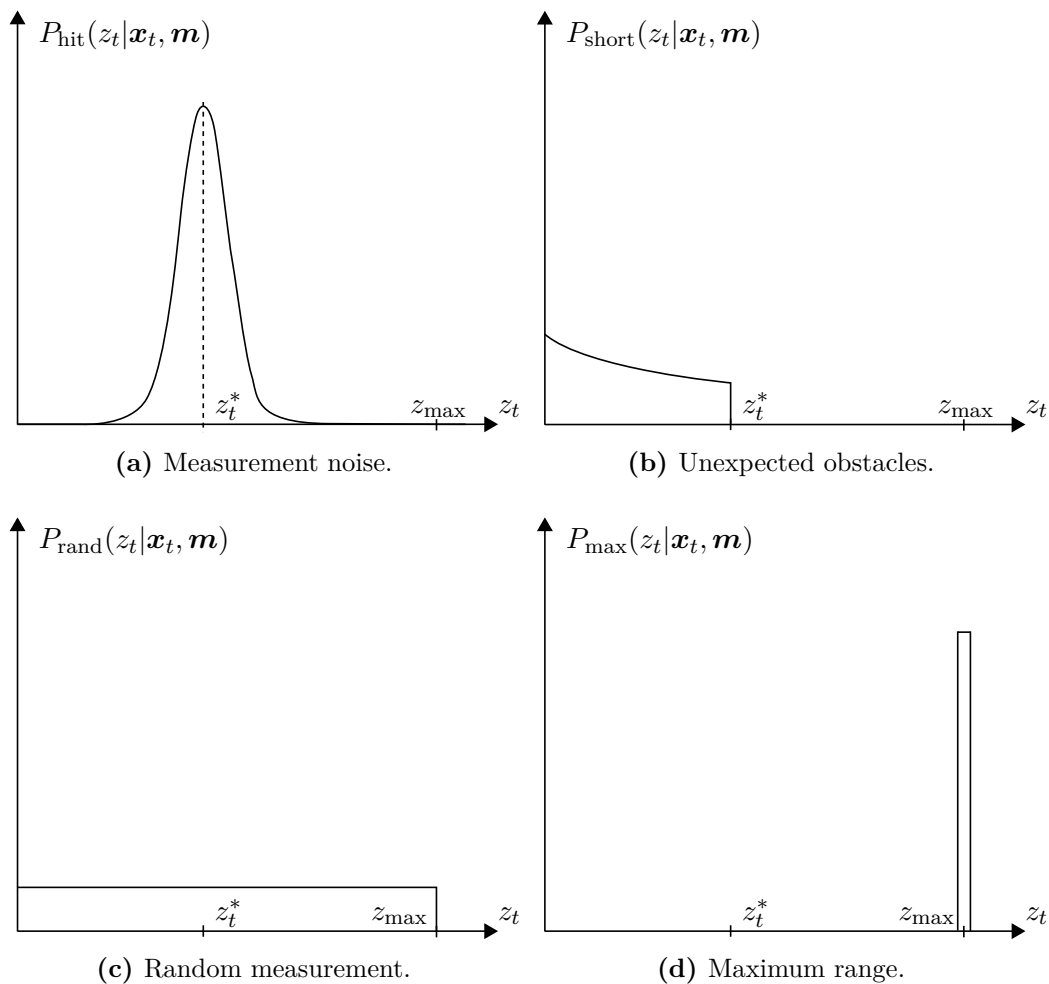 P_hit(z_t|x_t, m)
z_t^*
z_max
z_t
(a) Measurement noise.
P_short(z_t|x_t, m)
z_t^*
z_max
z_t
(b) Unexpected obstacles.
P_rand(z_t|x_t, m)
z_t^*
z_max
z_t
(c) Random measurement.
P_max(z_t|x_t, m)
z_t^*
z_max
z_t
(d) Maximum range.